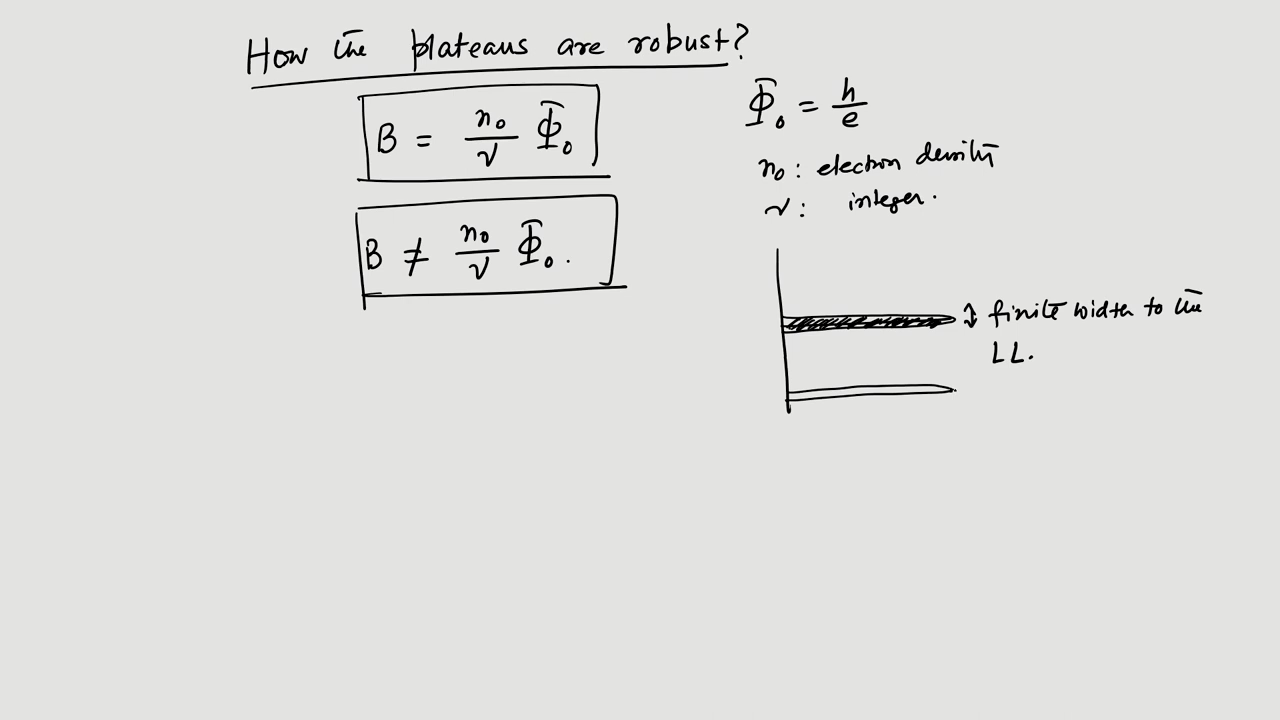 How the plateaus are robust?
B = n₀/ν Φ₀
B ≠ n₀/ν Φ₀.
Φ₀ = h/e
n₀: electron density
ν: integer.
↕ finite width to the
LL.